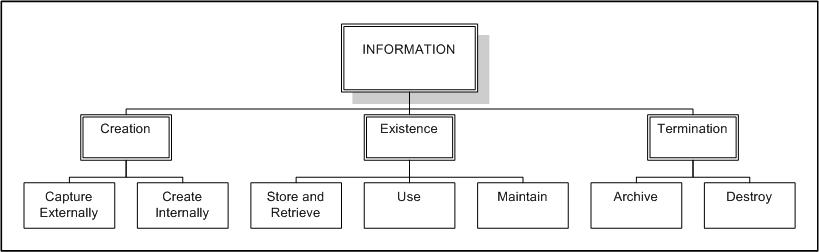 INFORMATION
Creation
Existence
Termination
Capture
Externally
Create
Internally
Store and
Retrieve
Use
Maintain
Archive
Destroy